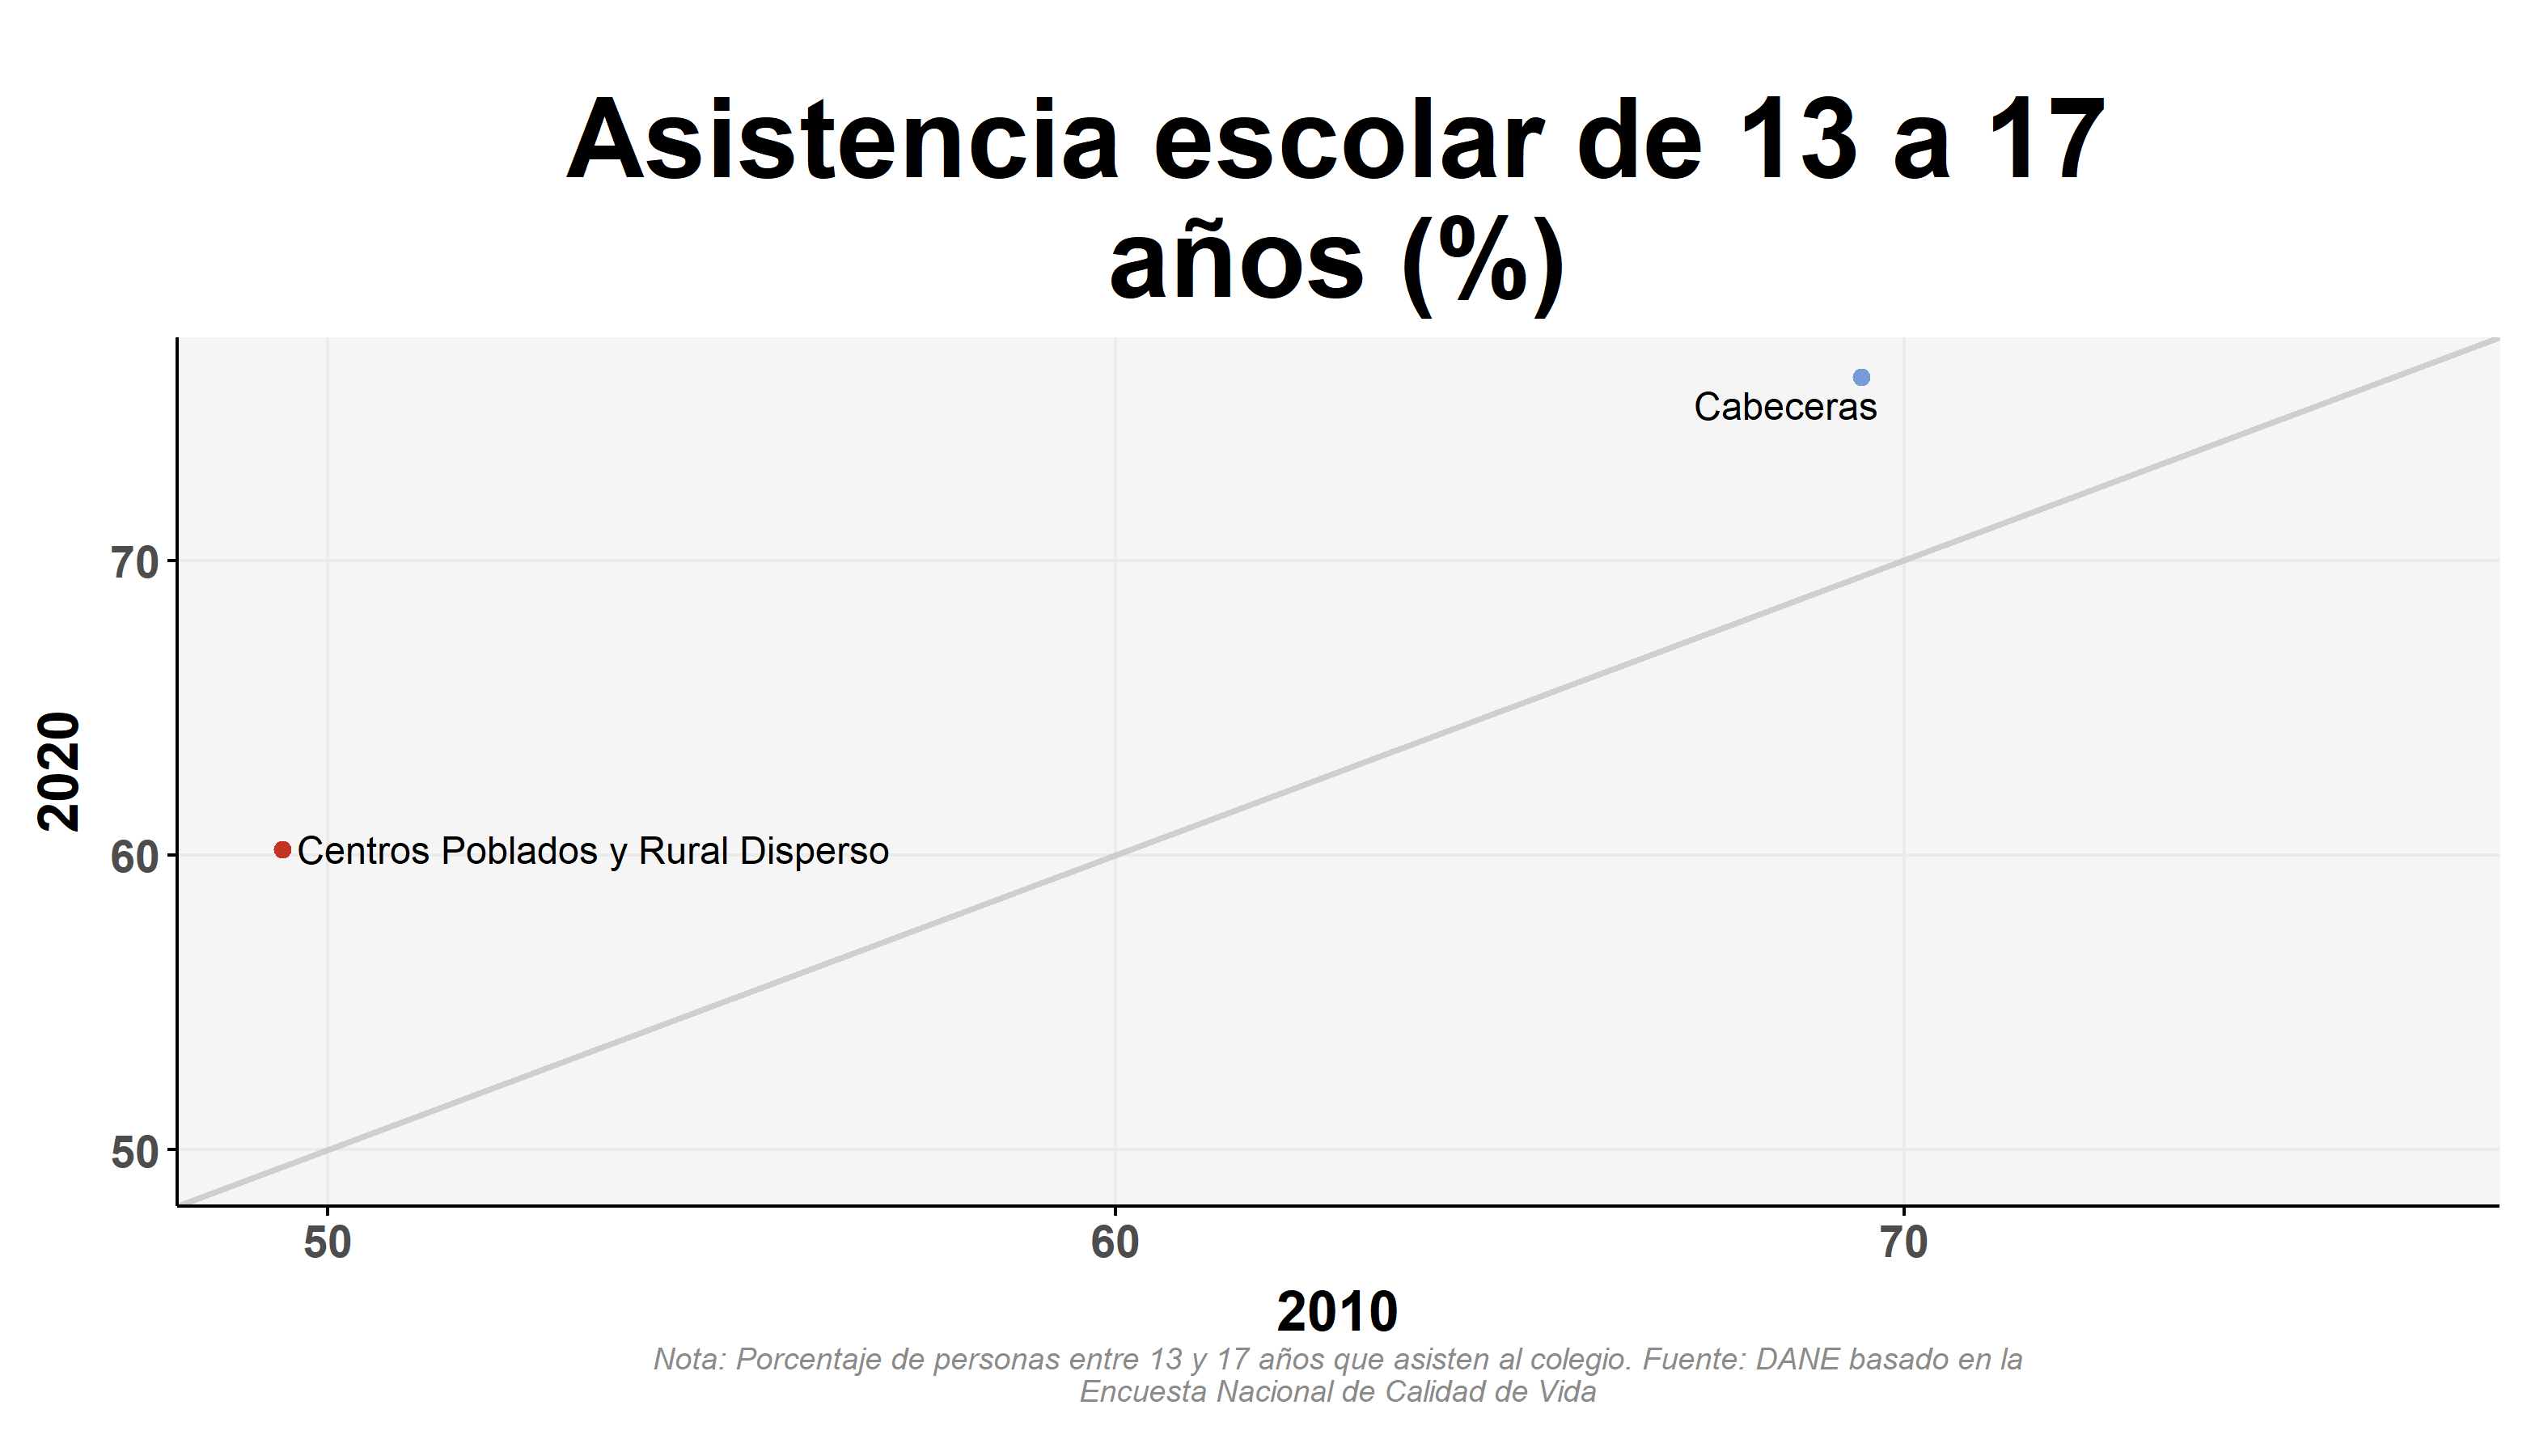 Asistencia escolar de 13 a 17
años (%)
Cabeceras
70
2020
60
Centros Poblados y Rural Disperso
50
50
60
70
2010
Nota: Porcentaje de personas entre 13 y 17 años que asisten al colegio. Fuente: DANE basado en la
Encuesta Nacional de Calidad de Vida